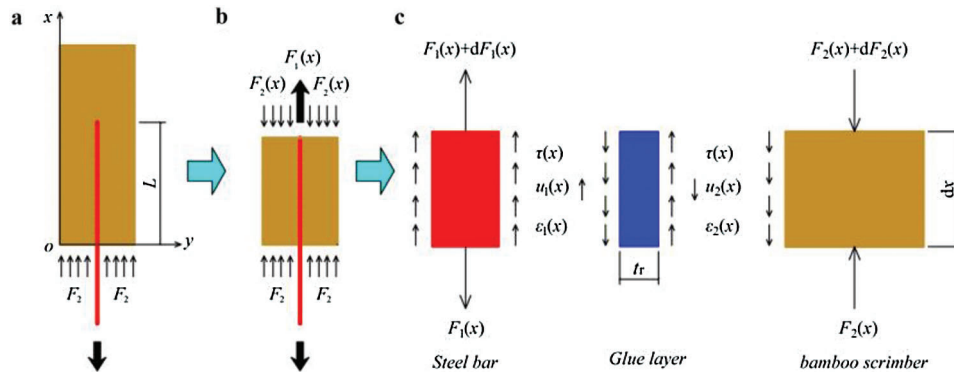 a
x
L
o
y
F₂
F₂
b
F₁(x)
F₂(x)
F₂(x)
F₂
F₂
c
F₁(x)+dF₁(x)
τ(x)
u₁(x)
ε₁(x)
F₁(x)
Steel bar
tr
Glue layer
τ(x)
u₂(x)
ε₂(x)
F₂(x)+dF₂(x)
dx
F₂(x)
bamboo scrimber